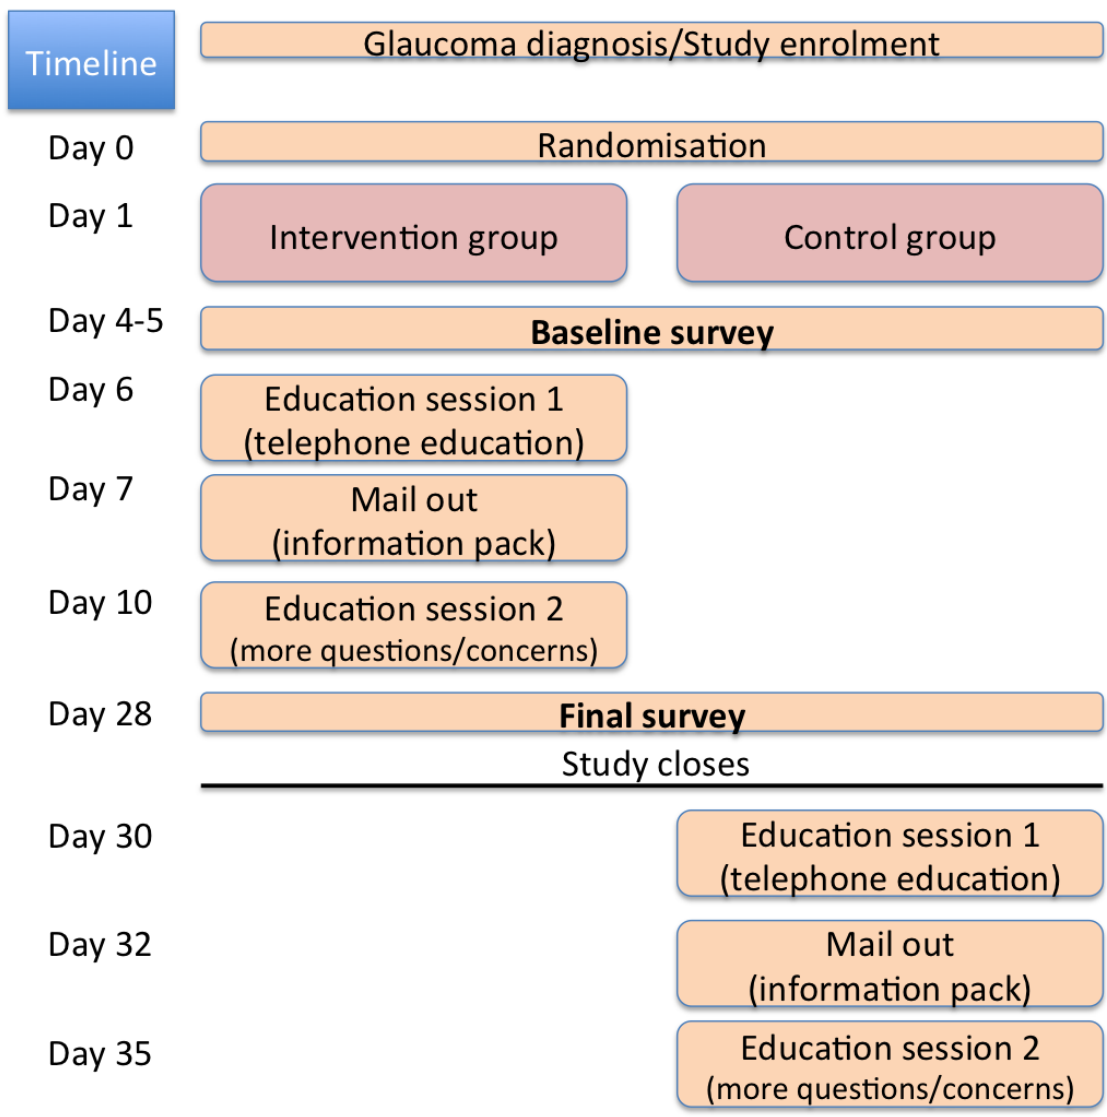 Timeline
Glaucoma diagnosis/Study enrolment
Day 0
Randomisation
Day 1
Intervention group
Control group
Day 4-5
Baseline survey
Day 6
Education session 1
(telephone education)
Day 7
Mail out
(information pack)
Day 10
Education session 2
(more questions/concerns)
Day 28
Final survey
Study closes
Day 30
Education session 1
(telephone education)
Day 32
Mail out
(information pack)
Day 35
Education session 2
(more questions/concerns)